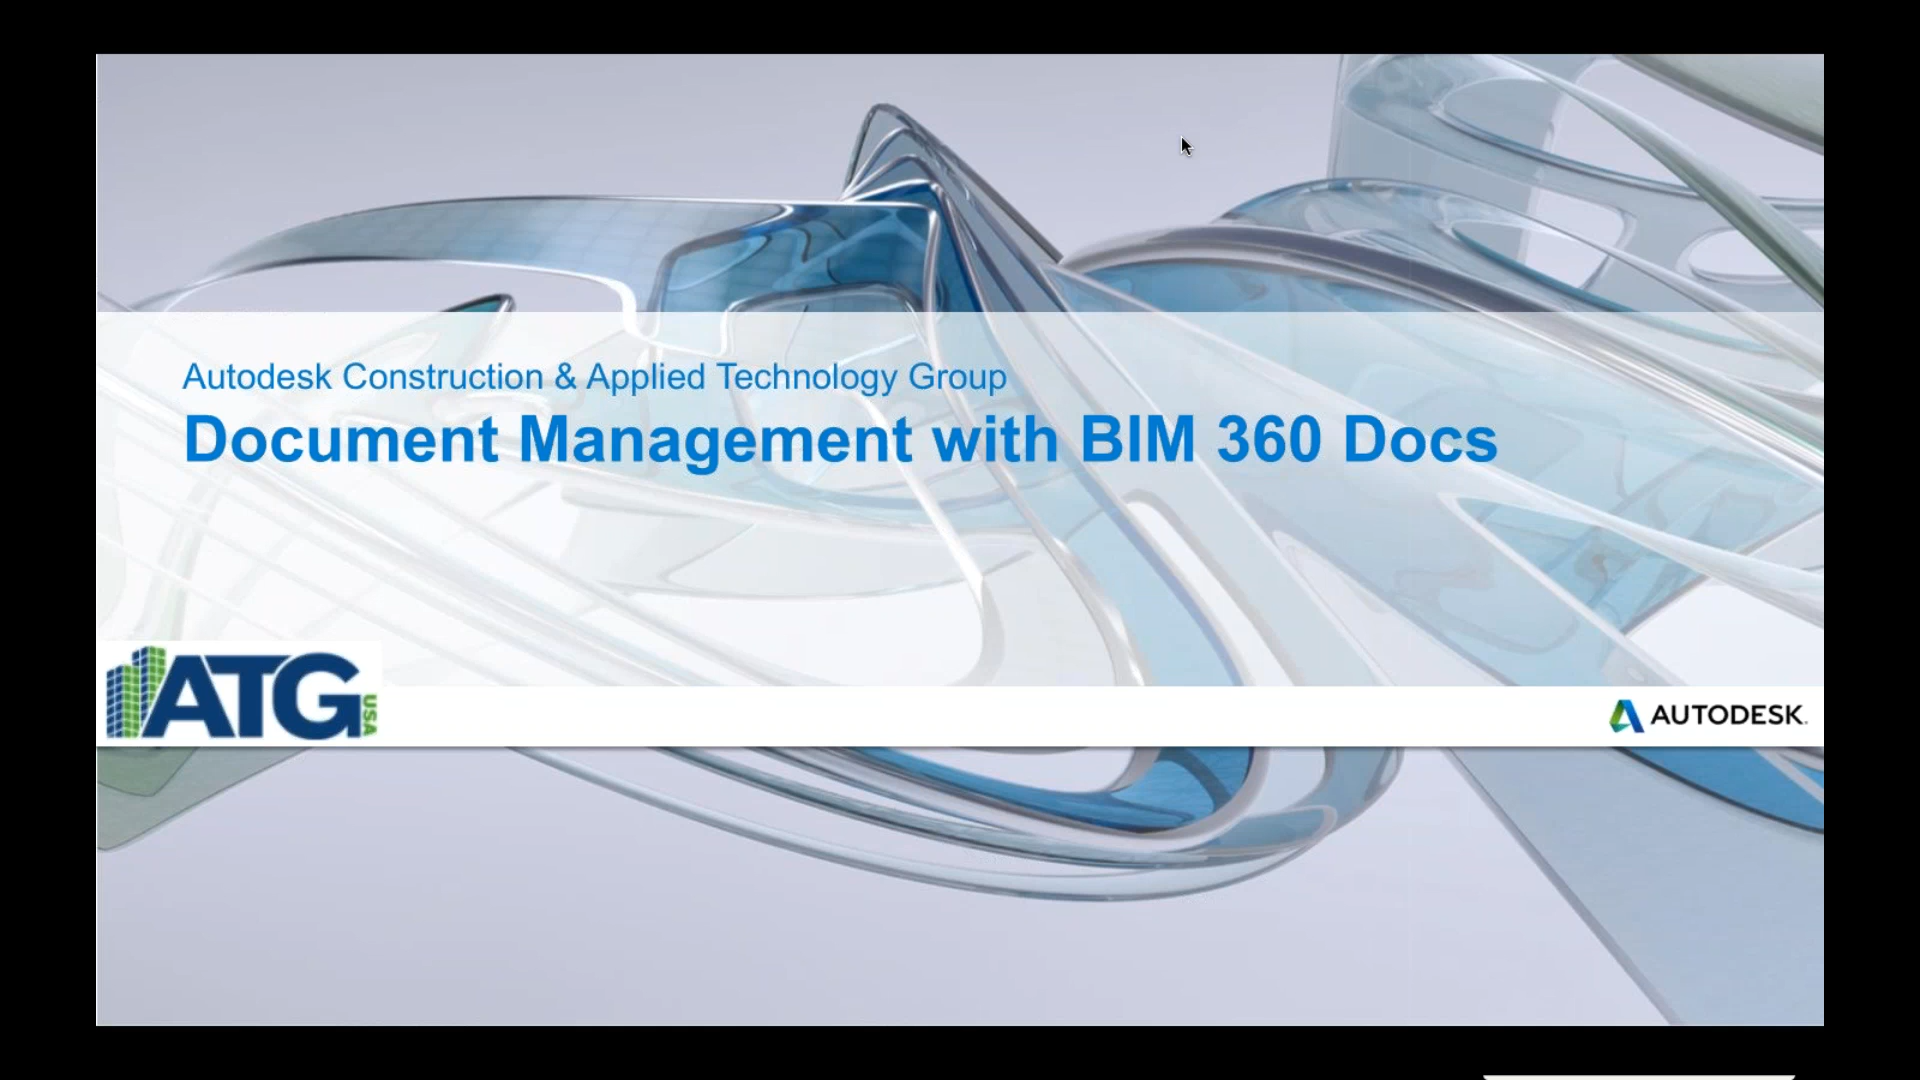 Autodesk Construction & Applied Technology Group
Document Management with BIM 360 Docs
ATG USA
AUTODESK.